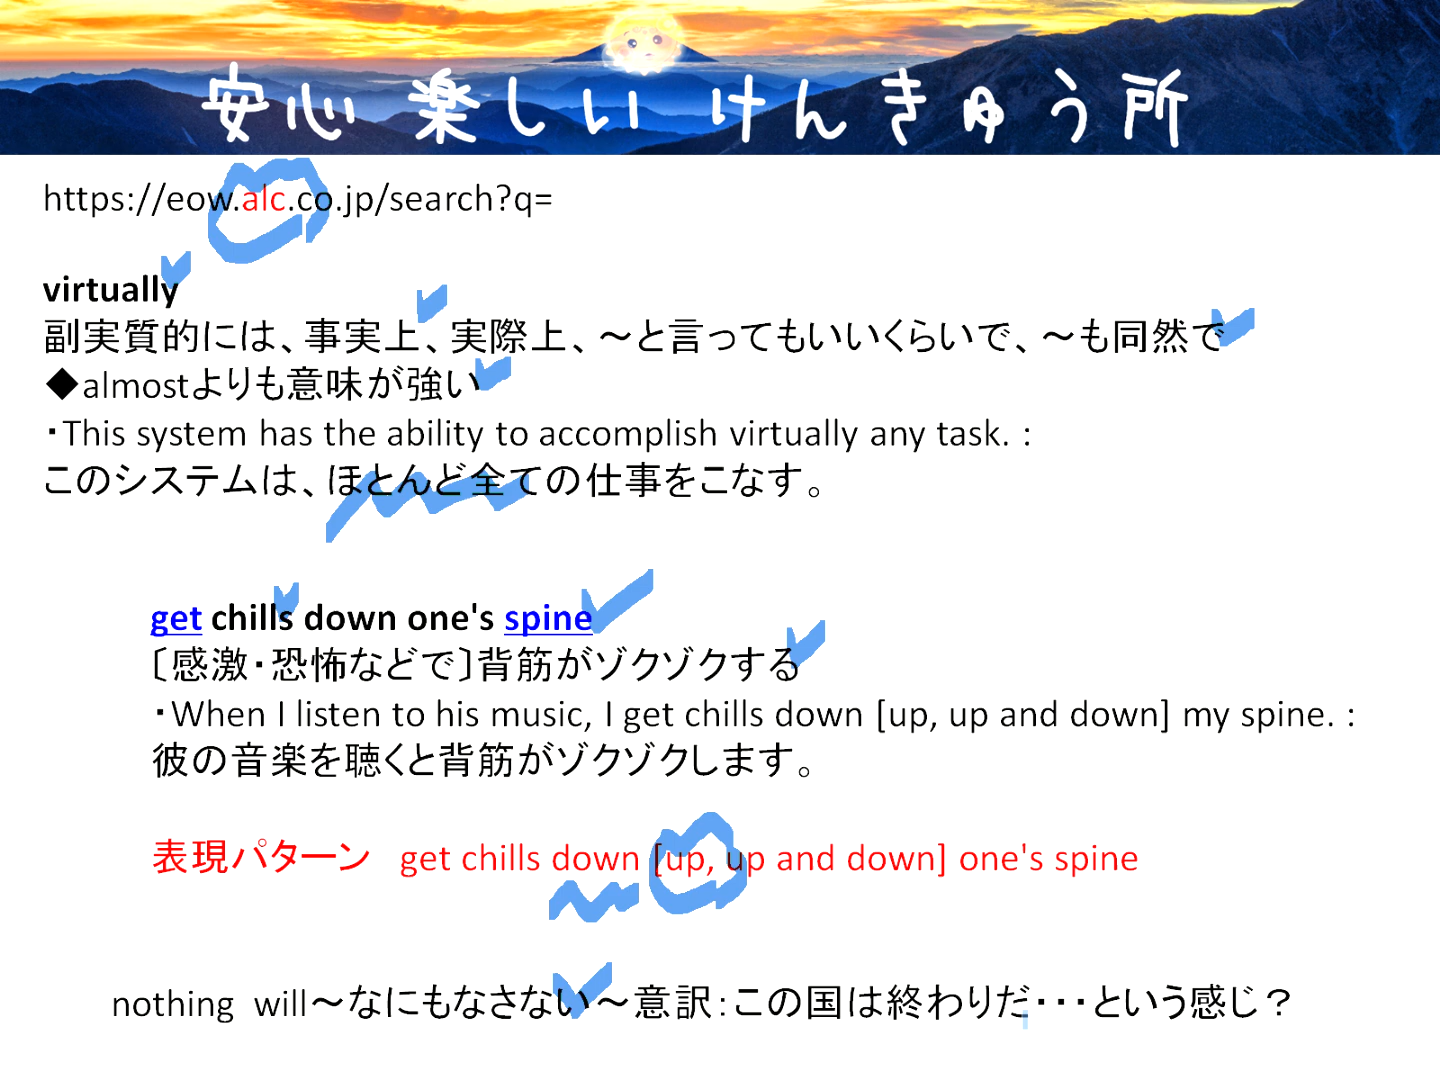 安心 楽しい けんきゅう所
https://eow.alc.co.jp/search?q=
virtually
副実質的には、事実上、実際上、～と言ってもいいくらいで、～も同然で
◆almostよりも意味が強い
・This system has the ability to accomplish virtually any task. :
このシステムは、ほとんど全ての仕事をこなす。
get chills down one's spine
〔感激・恐怖などで〕背筋がゾクゾクする
・When I listen to his music, I get chills down [up, up and down] my spine. :
彼の音楽を聴くと背筋がゾクゾクします。
表現パターン get chills down [up, up and down] one's spine
nothing will～なにもなさない～意訳：この国は終わりだ・・・という感じ？